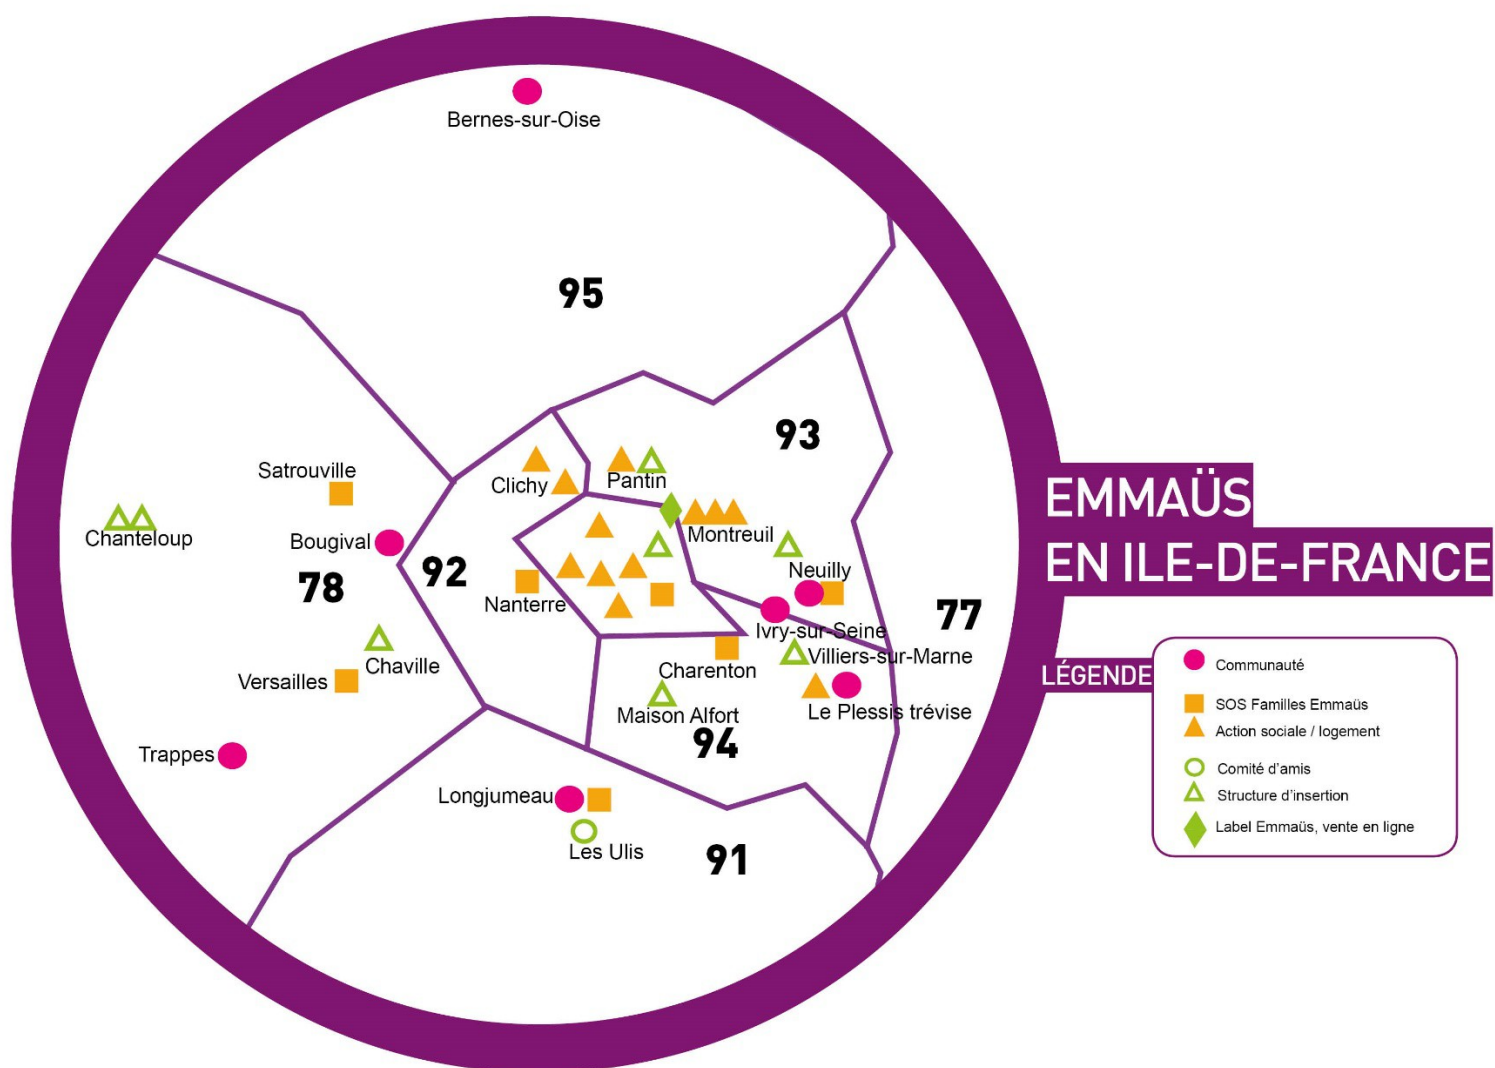 Bernes-sur-Oise
95
93
Satrouville
Clichy
Pantin
Chanteloup
Bougival
Montreuil
78
92
Nanterre
Neuilly
77
Ivry-sur-Seine
Chaville
Versailles
Charenton
Villiers-sur-Marne
Maison Alfort
Le Plessis trévise
94
Trappes
Longjumeau
Les Ulis
91
EMMAÜS
EN ILE-DE-FRANCE
LÉGENDE
Communauté
SOS Familles Emmaüs
Action sociale / logement
Comité d'amis
Structure d'insertion
Label Emmaüs, vente en ligne